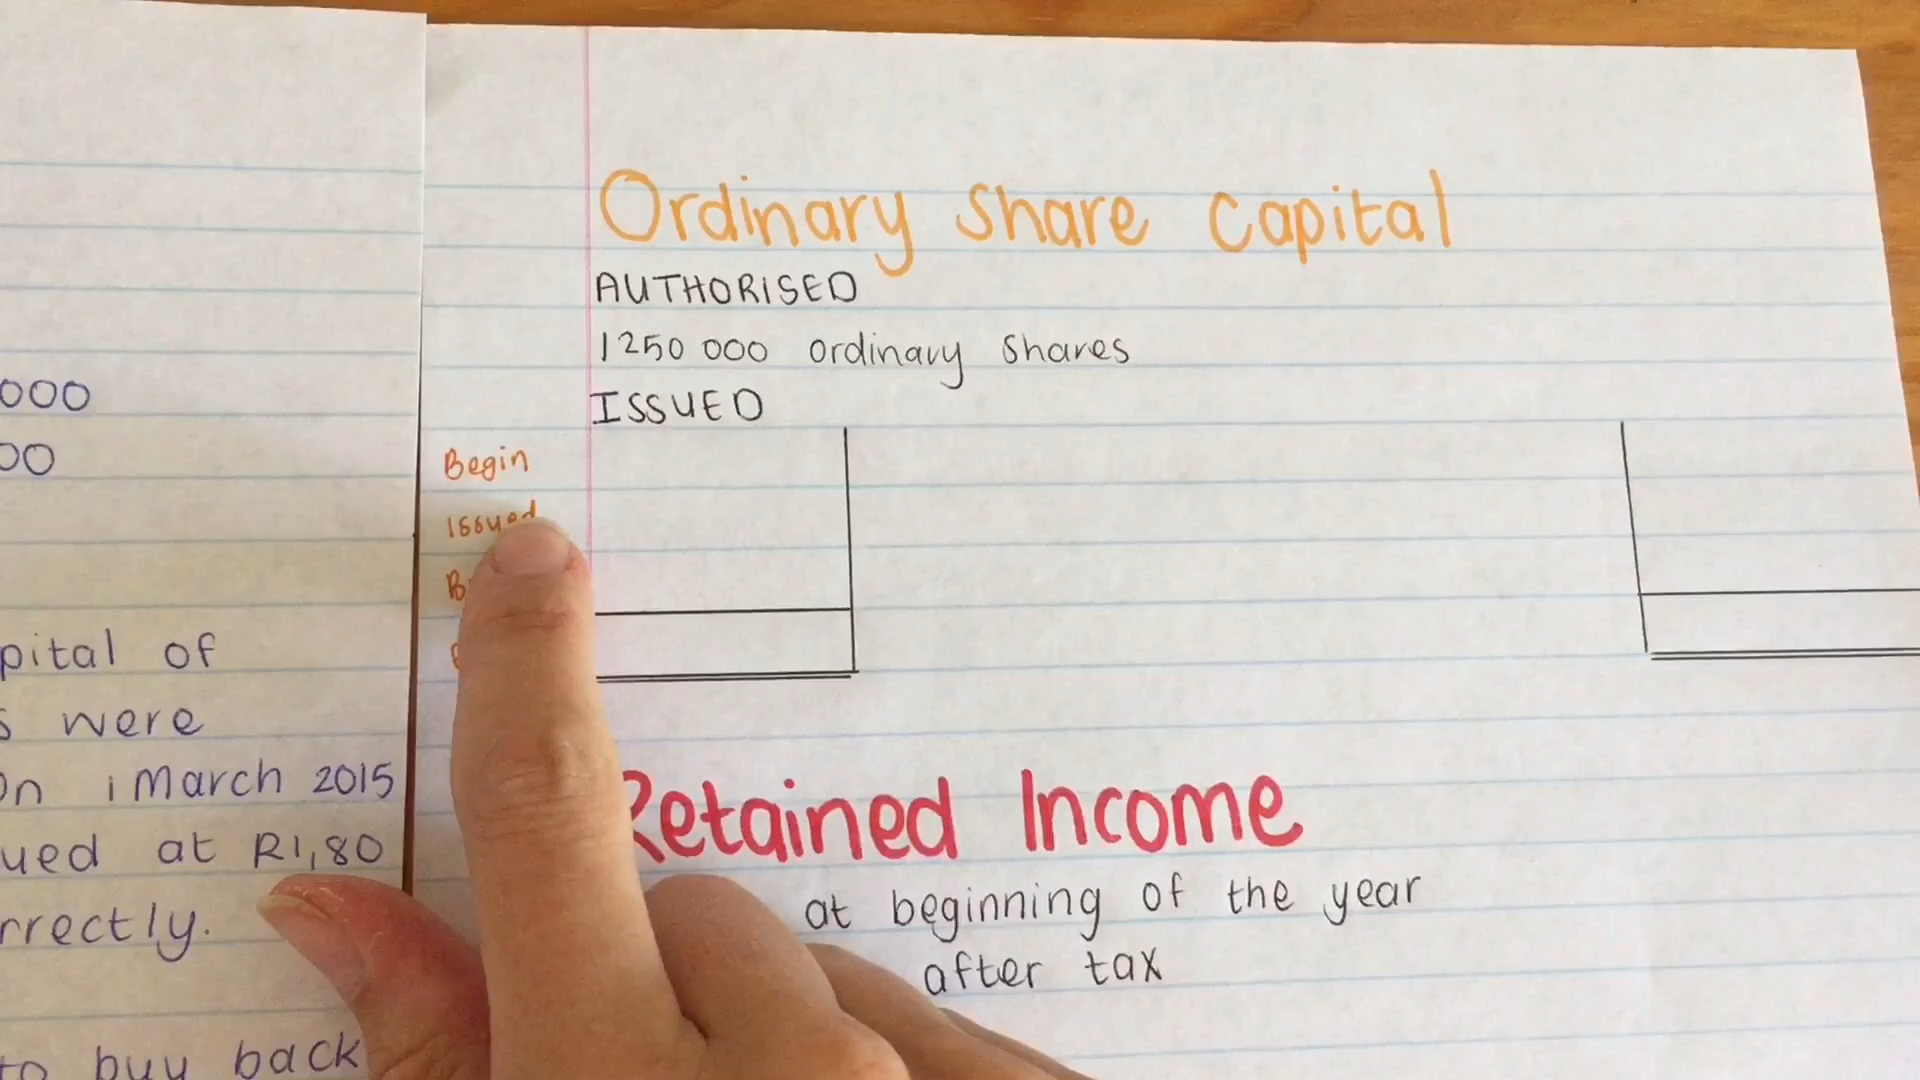 000
00
pital of
were
on 1 March 2015
ued at R1,80
rrectly.
to buy back
Ordinary Share Capital
AUTHORISED
1250 000 ordinary shares
ISSUED
Begin
Issued
Retained Income
at beginning of the year
after tax